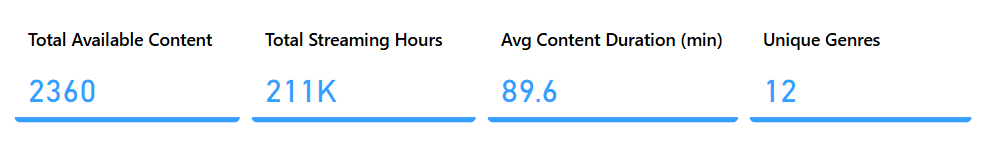 Total Available Content
2360
Total Streaming Hours
211K
Avg Content Duration (min)
89.6
Unique Genres
12